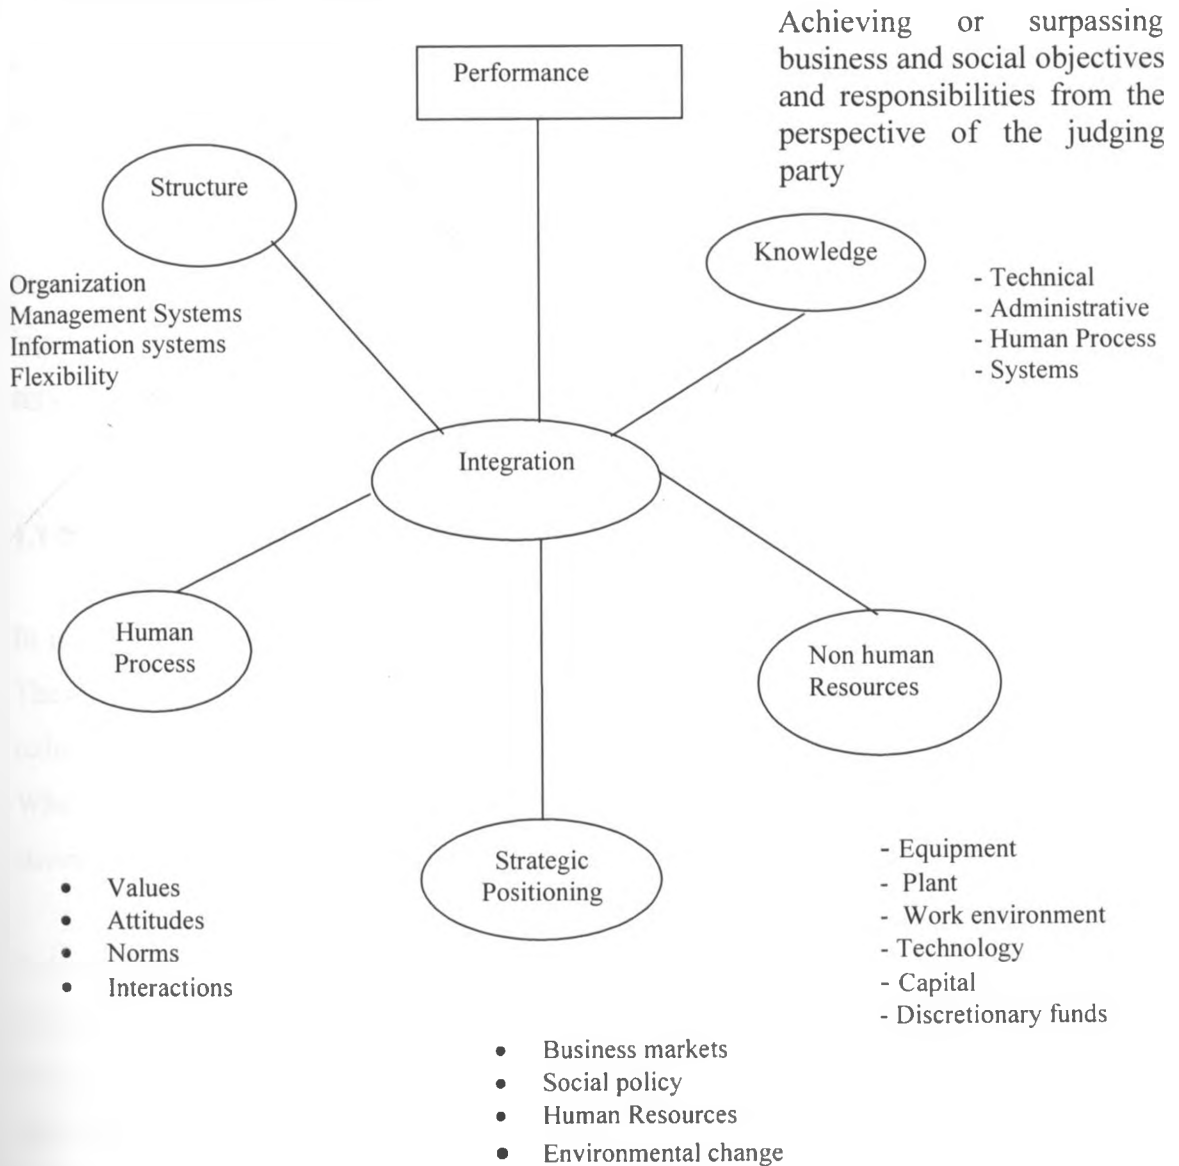 Achieving or surpassing
business and social objectives
and responsibilities from the
perspective of the judging
party
Performance
Structure
Knowledge
Organization
Management Systems
Information systems
Flexibility
- Technical
- Administrative
- Human Process
- Systems
Integration
Human
Process
Non human
Resources
Strategic
Positioning
• Values
• Attitudes
• Norms
• Interactions
- Equipment
- Plant
- Work environment
- Technology
- Capital
- Discretionary funds
• Business markets
• Social policy
• Human Resources
• Environmental change